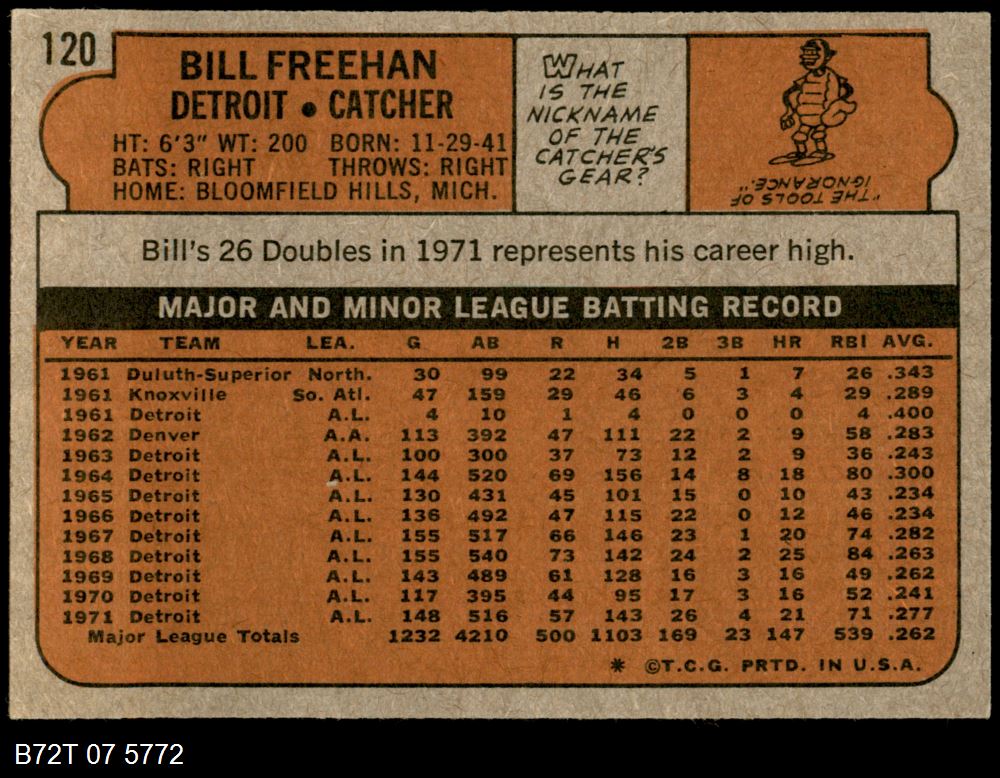 120
BILL FREEHAN
DETROIT • CATCHER
HT: 6'3" WT: 200 BORN: 11-29-41
BATS: RIGHT THROWS: RIGHT
HOME: BLOOMFIELD HILLS, MICH.
WHAT
IS THE
NICKNAME
OF THE
CATCHER'S
GEAR?
"THE TOOLS OF
IGNORANCE."
Bill's 26 Doubles in 1971 represents his career high.
MAJOR AND MINOR LEAGUE BATTING RECORD
YEAR TEAM LEA. G AB R H 2B 3B HR RBI AVG.
1961 Duluth-Superior North. 30 99 22 34 5 1 7 26 .343
1961 Knoxville So. Atl. 47 159 29 46 6 3 4 29 .289
1961 Detroit A.L. 4 10 1 4 0 0 0 4 .400
1962 Denver A.A. 113 392 47 111 22 2 9 58 .283
1963 Detroit A.L. 100 300 37 73 12 2 9 36 .243
1964 Detroit A.L. 144 520 69 156 14 8 18 80 .300
1965 Detroit A.L. 130 431 45 101 15 0 10 43 .234
1966 Detroit A.L. 136 492 47 115 22 0 12 46 .234
1967 Detroit A.L. 155 517 66 146 23 1 20 74 .282
1968 Detroit A.L. 155 540 73 142 24 2 25 84 .263
1969 Detroit A.L. 143 489 61 128 16 3 16 49 .262
1970 Detroit A.L. 117 395 44 95 17 3 16 52 .241
1971 Detroit A.L. 148 516 57 143 26 4 21 71 .277
Major League Totals 1232 4210 500 1103 169 23 147 539 .262
* ©T.C.G. PRTD. IN U.S.A.
B72T 07 5772